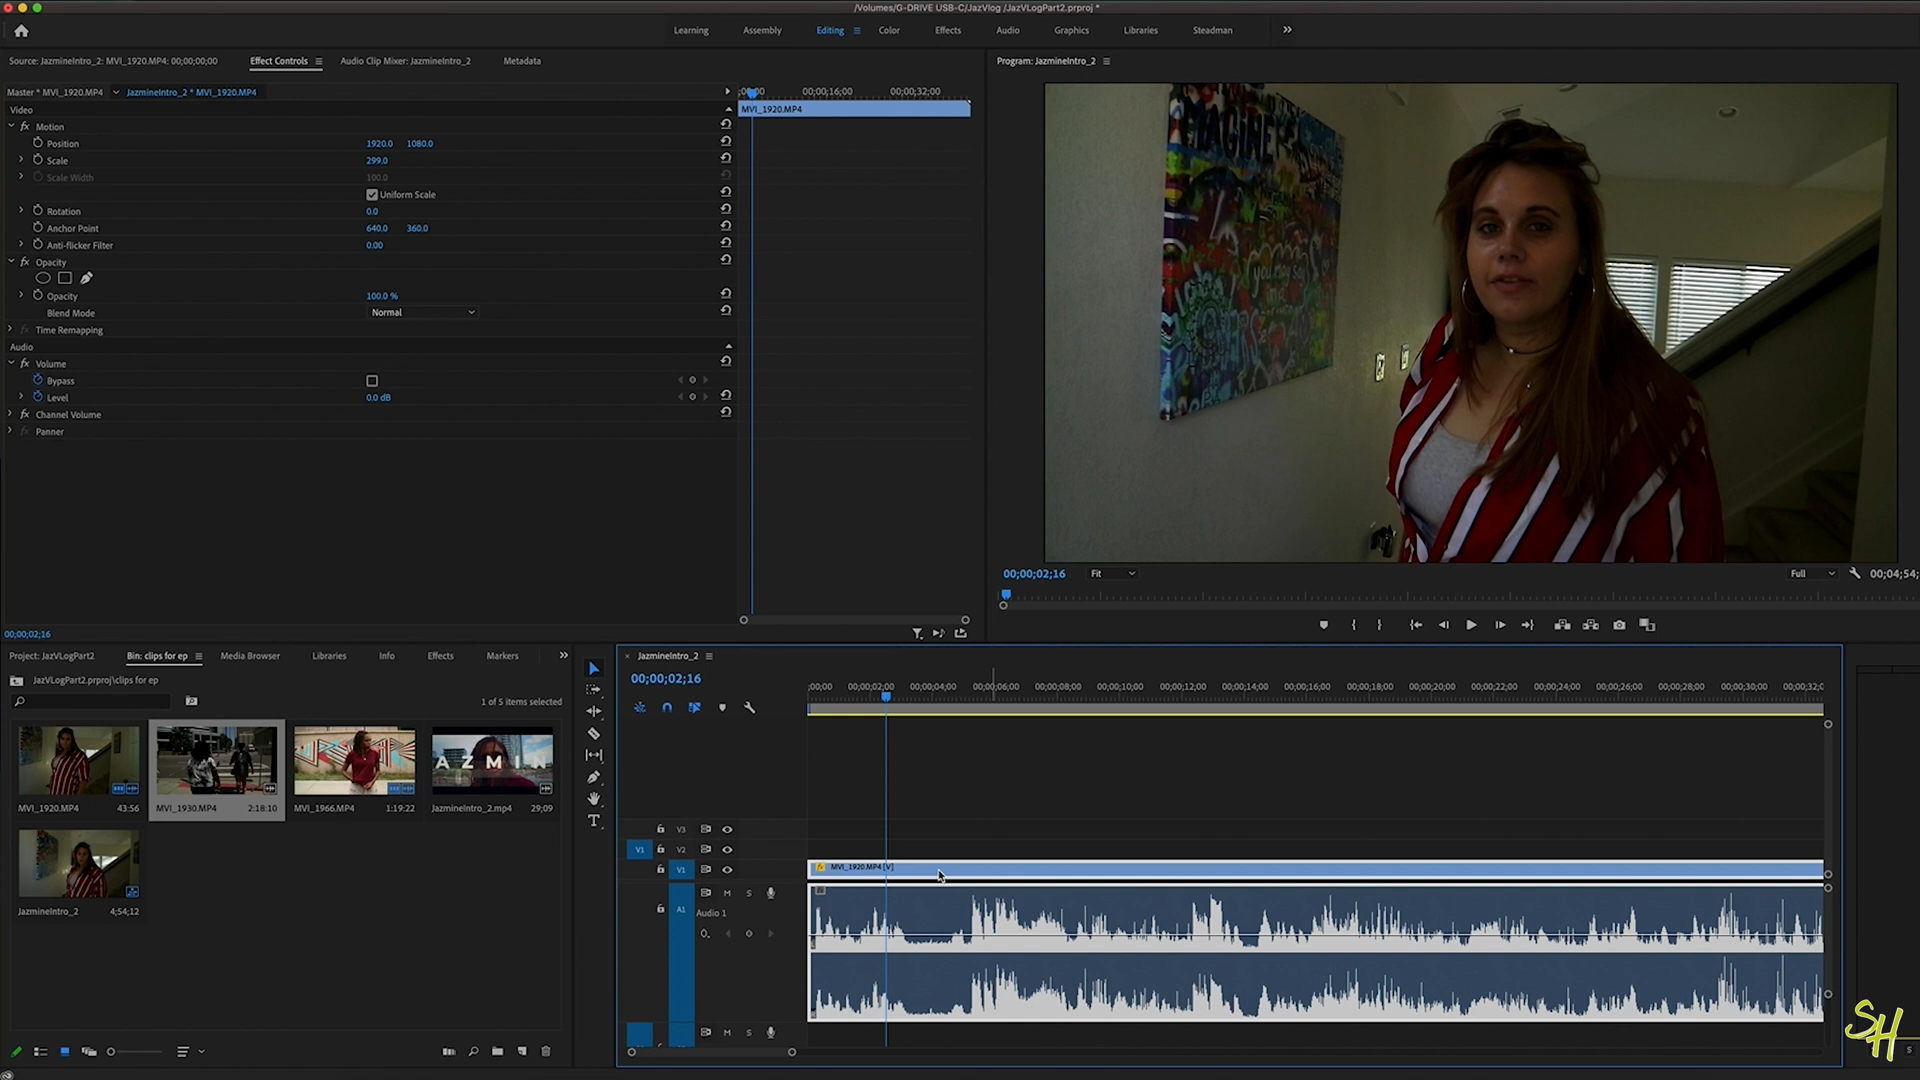 /Volumes/G-DRIVE USB-C/JazVlog /JazVLogPart2.prproj *
Learning Assembly Editing Color Effects Audio Graphics Libraries Steadman
Source: JazmineIntro_2: MVI_1920.MP4: 00;00;00;00 Effect Controls Audio Clip Mixer: JazmineIntro_2 Metadata
Program: JazmineIntro_2
Master * MVI_1920.MP4 JazmineIntro_2 * MVI_1920.MP4
;00;00 00;00;16;00 00;00;32;00
Video
MVI_1920.MP4
fx Motion
Position 1920.0 1080.0
Scale 299.0
Scale Width 100.0
Uniform Scale
Rotation 0.0
Anchor Point 640.0 360.0
Anti-flicker Filter 0.00
fx Opacity
Opacity 100.0 %
Blend Mode Normal
fx Time Remapping
Audio
fx Volume
Bypass
Level 0.0 dB
fx Channel Volume
fx Panner
00;00;02;16
IMAGINE
you may say
00;00;02;16 Fit Full 00;04;54;
Project: JazVLogPart2 Bin: clips for ep Media Browser Libraries Info Effects Markers
JazVLogPart2.prproj\clips for ep
1 of 5 items selected
AZMIN
MVI_1920.MP4 43:56
MVI_1930.MP4 2:18:10
MVI_1966.MP4 1:19:22
JazmineIntro_2.mp4 29;09
JazmineIntro_2 4;54;12
JazmineIntro_2
00;00;02;16
;00;00 00;00;02;00 00;00;04;00 00;00;06;00 00;00;08;00 00;00;10;00 00;00;12;00 00;00;14;00 00;00;16;00 00;00;18;00 00;00;20;00 00;00;22;00 00;00;24;00 00;00;26;00 00;00;28;00 00;00;30;00 00;00;32;0
T
V3
V1 V2
V1
fx MVI_1920.MP4 [V]
M S
A1 Audio 1
M S
SH
S